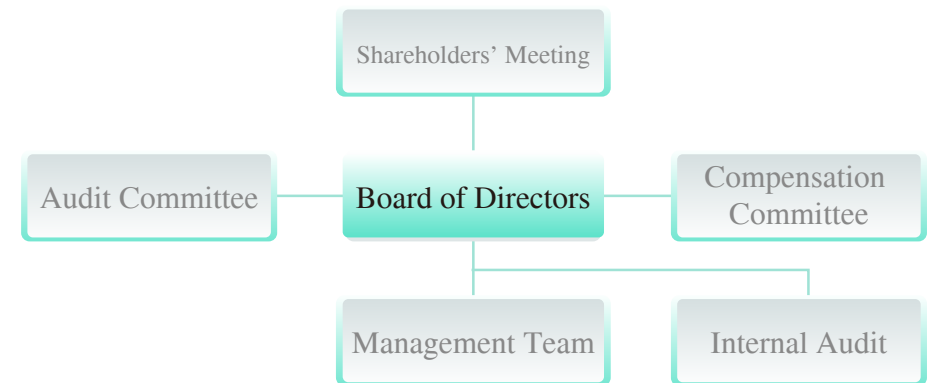 Shareholders’ Meeting
Audit Committee
Board of Directors
Compensation
Committee
Management Team
Internal Audit